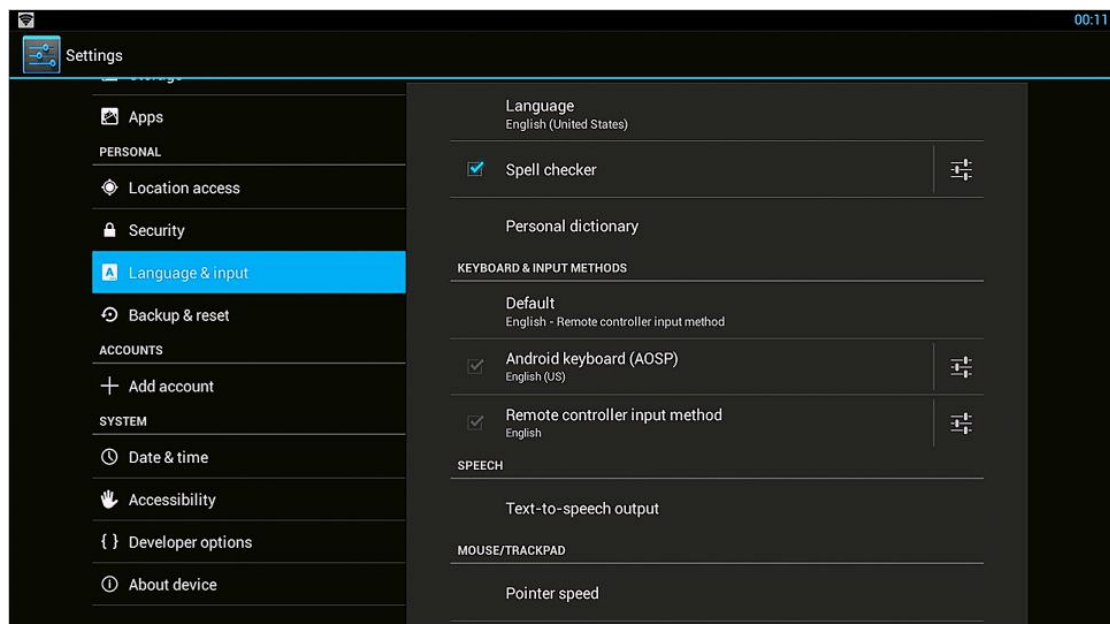 00:11
Settings
Apps
PERSONAL
Location access
Security
Language & input
Backup & reset
ACCOUNTS
Add account
SYSTEM
Date & time
Accessibility
{ } Developer options
About device
Language
English (United States)
Spell checker
Personal dictionary
KEYBOARD & INPUT METHODS
Default
English - Remote controller input method
Android keyboard (AOSP)
English (US)
Remote controller input method
English
SPEECH
Text-to-speech output
MOUSE/TRACKPAD
Pointer speed